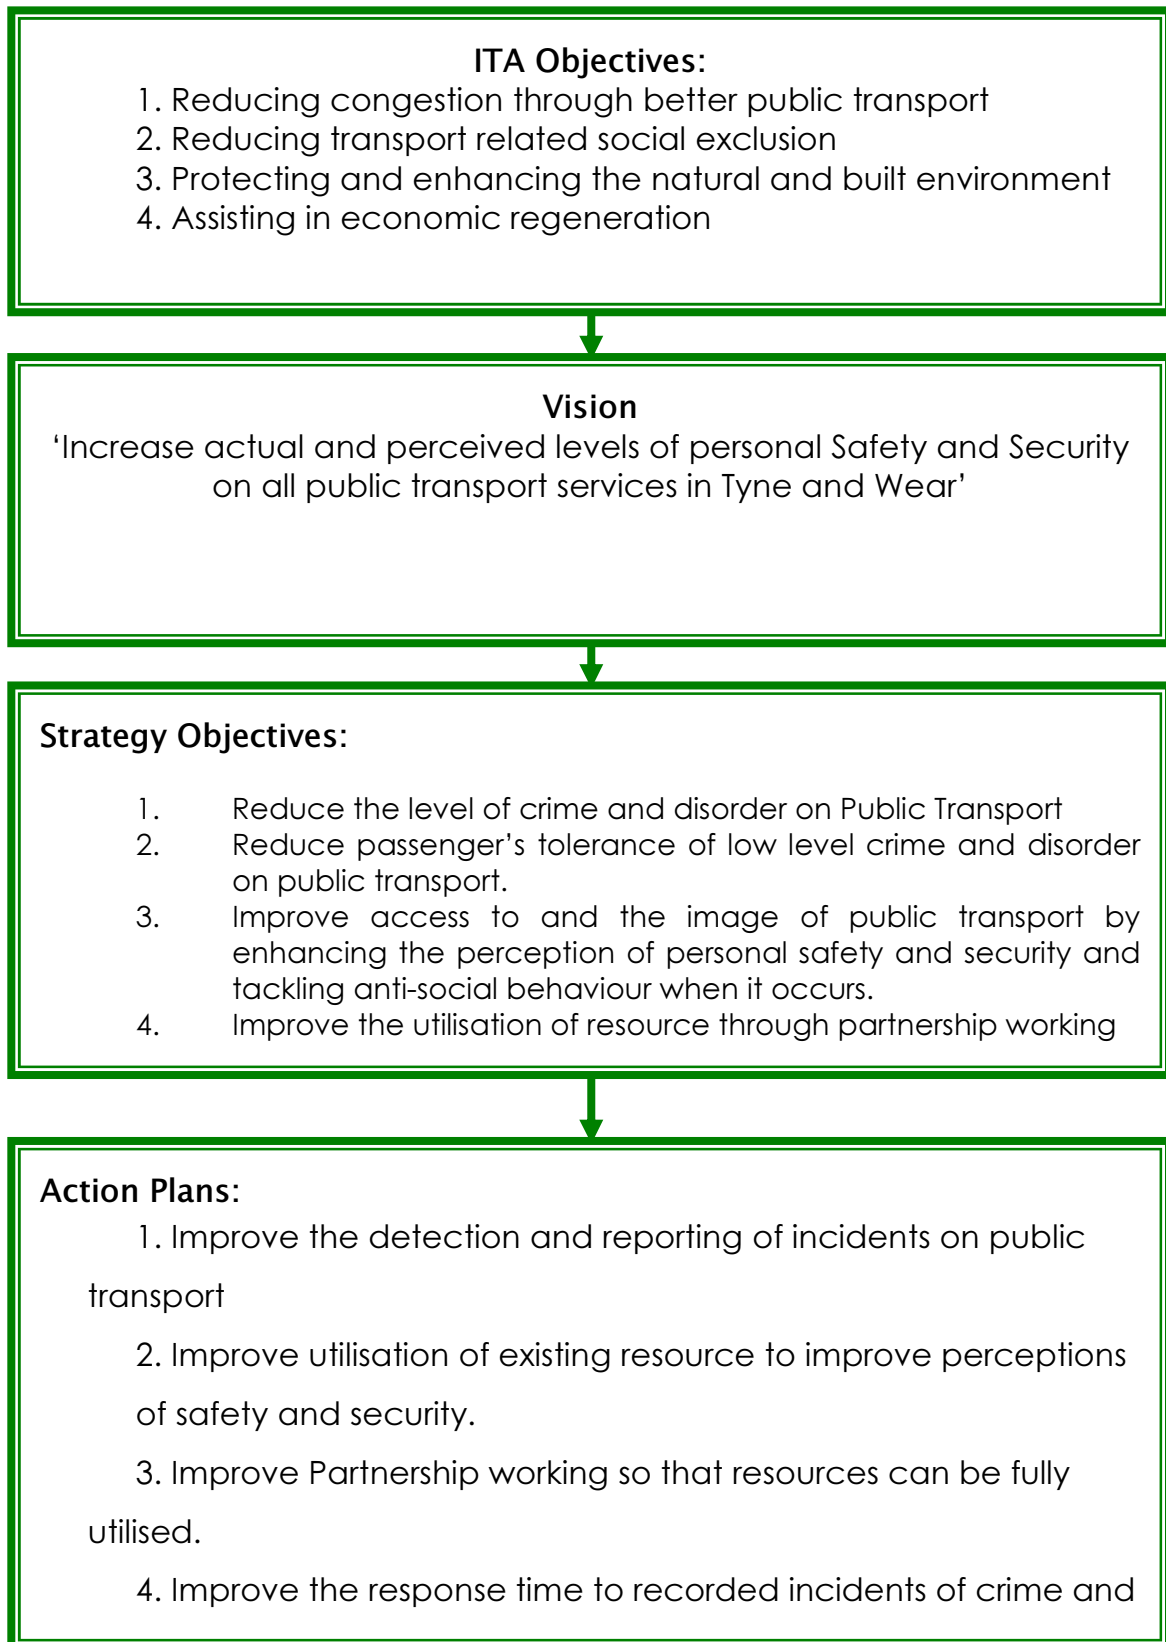 ITA Objectives:
1. Reducing congestion through better public transport
2. Reducing transport related social exclusion
3. Protecting and enhancing the natural and built environment
4. Assisting in economic regeneration
Vision
‘Increase actual and perceived levels of personal Safety and Security
on all public transport services in Tyne and Wear’
Strategy Objectives:
1. Reduce the level of crime and disorder on Public Transport
2. Reduce passenger’s tolerance of low level crime and disorder
on public transport.
3. Improve access to and the image of public transport by
enhancing the perception of personal safety and security and
tackling anti-social behaviour when it occurs.
4. Improve the utilisation of resource through partnership working
Action Plans:
1. Improve the detection and reporting of incidents on public
transport
2. Improve utilisation of existing resource to improve perceptions
of safety and security.
3. Improve Partnership working so that resources can be fully
utilised.
4. Improve the response time to recorded incidents of crime and